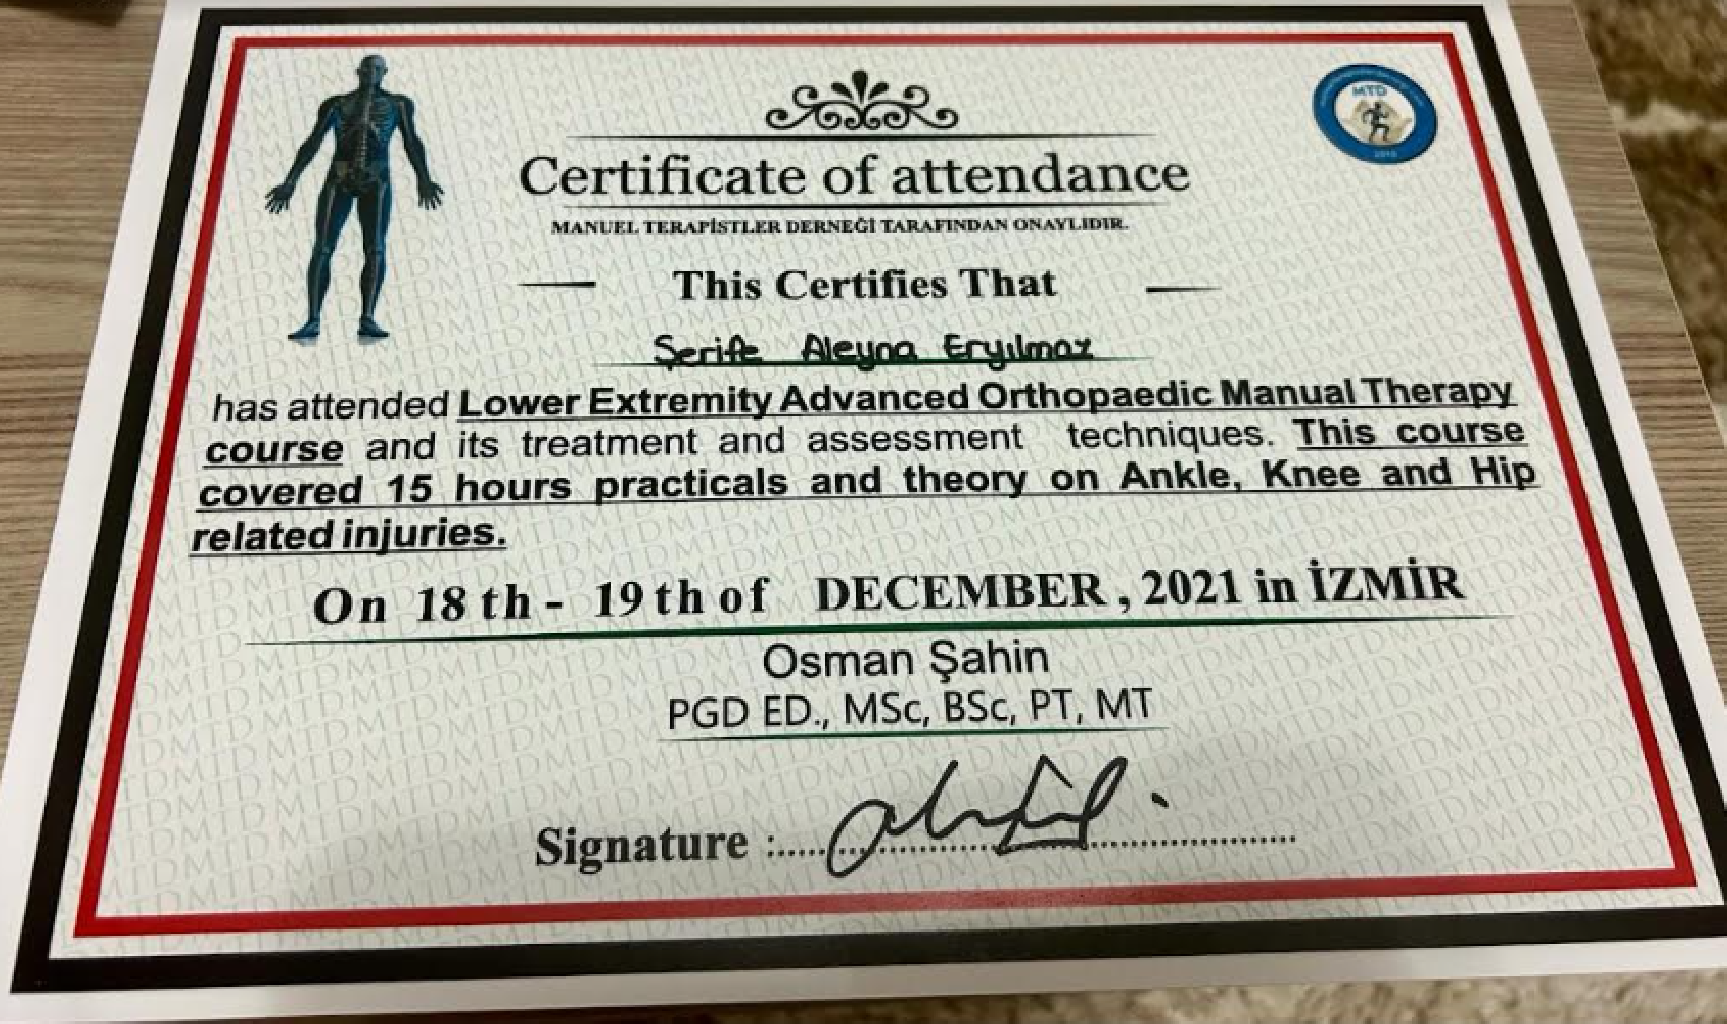 MTD
Certificate of attendance
MANUEL TERAPİSTLER DERNEĞİ TARAFINDAN ONAYLIDIR.
This Certifies That
Şerife Aleyna Eryılmaz
has attended Lower Extremity Advanced Orthopaedic Manual Therapy
course and its treatment and assessment techniques. This course
covered 15 hours practicals and theory on Ankle, Knee and Hip
related injuries.
On 18 th - 19 th of DECEMBER, 2021 in İZMİR
Osman Şahin
PGD ED., MSc, BSc, PT, MT
Signature :